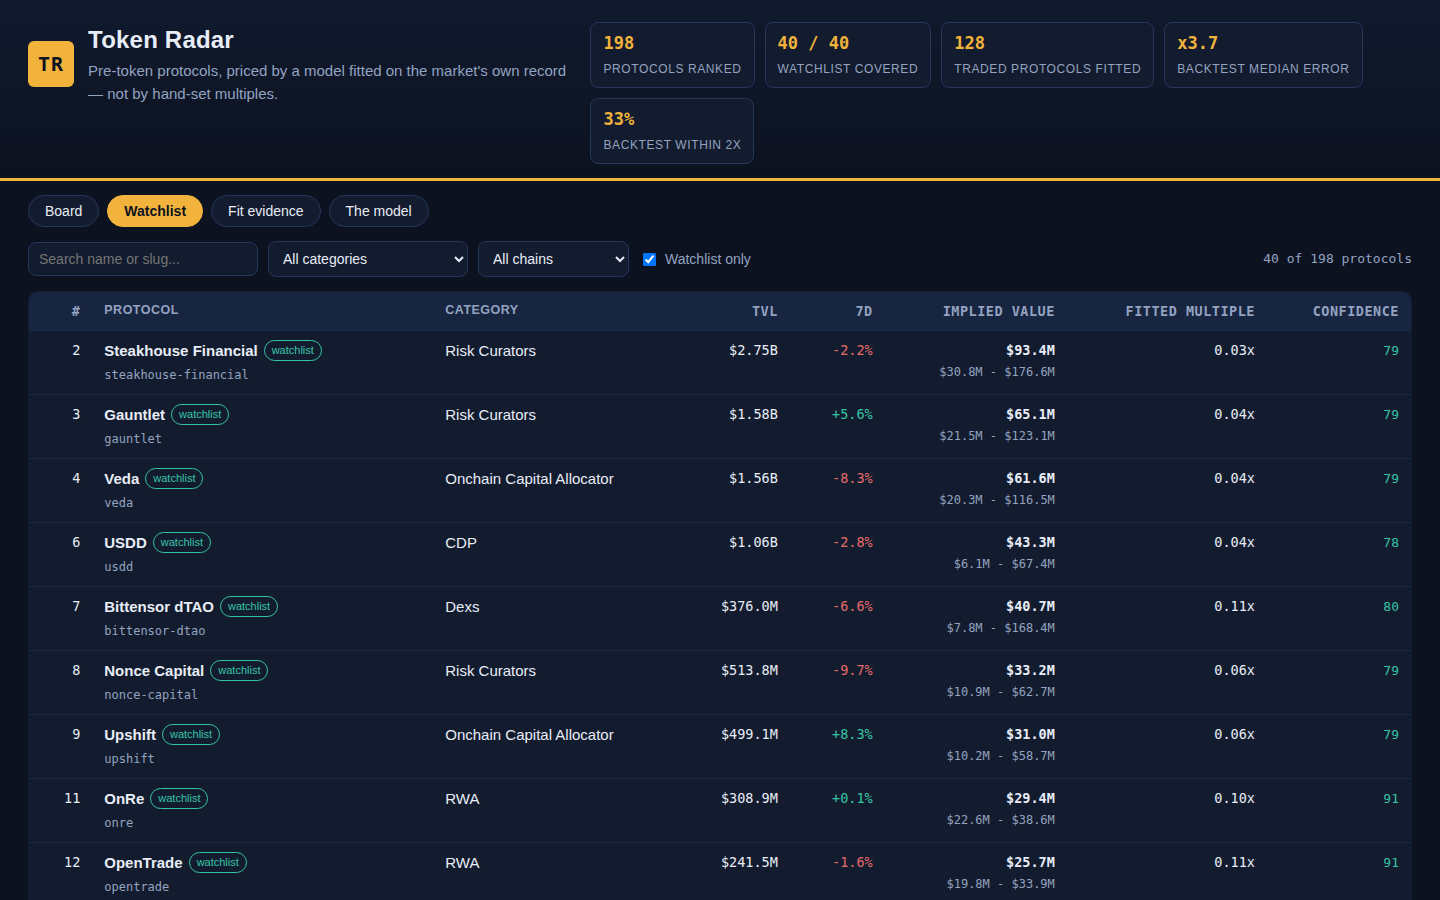 TR
Token Radar
Pre-token protocols, priced by a model fitted on the market's own record
— not by hand-set multiples.
198
PROTOCOLS RANKED
40 / 40
WATCHLIST COVERED
128
TRADED PROTOCOLS FITTED
x3.7
BACKTEST MEDIAN ERROR
33%
BACKTEST WITHIN 2X
Board Watchlist Fit evidence The model
Search name or slug... All categories All chains Watchlist only 40 of 198 protocols
# PROTOCOL CATEGORY TVL 7D IMPLIED VALUE FITTED MULTIPLE CONFIDENCE
2 Steakhouse Financial watchlist Risk Curators $2.75B -2.2% $93.4M 0.03x 79
steakhouse-financial $30.8M - $176.6M
3 Gauntlet watchlist Risk Curators $1.58B +5.6% $65.1M 0.04x 79
gauntlet $21.5M - $123.1M
4 Veda watchlist Onchain Capital Allocator $1.56B -8.3% $61.6M 0.04x 79
veda $20.3M - $116.5M
6 USDD watchlist CDP $1.06B -2.8% $43.3M 0.04x 78
usdd $6.1M - $67.4M
7 Bittensor dTAO watchlist Dexs $376.0M -6.6% $40.7M 0.11x 80
bittensor-dtao $7.8M - $168.4M
8 Nonce Capital watchlist Risk Curators $513.8M -9.7% $33.2M 0.06x 79
nonce-capital $10.9M - $62.7M
9 Upshift watchlist Onchain Capital Allocator $499.1M +8.3% $31.0M 0.06x 79
upshift $10.2M - $58.7M
11 OnRe watchlist RWA $308.9M +0.1% $29.4M 0.10x 91
onre $22.6M - $38.6M
12 OpenTrade watchlist RWA $241.5M -1.6% $25.7M 0.11x 91
opentrade $19.8M - $33.9M